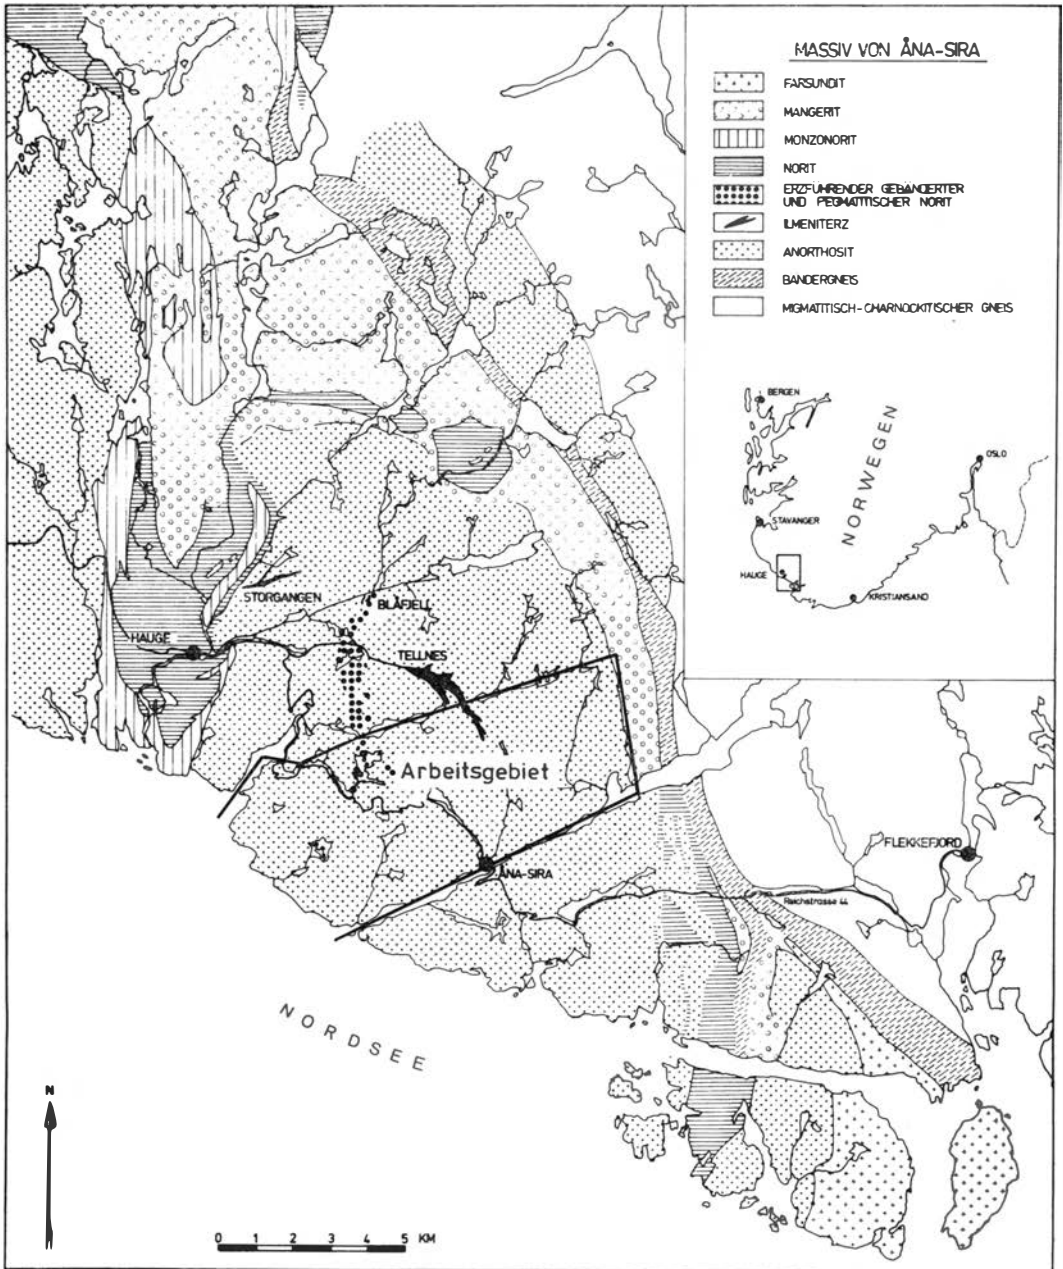 MASSIV VON ÅNA-SIRA
FARSUNDIT
MANGERIT
MONZONORIT
NORIT
ERZFÜHRENDER GEBÄNDERTER
UND PEGMATITISCHER NORIT
ILMENITERZ
ANORTHOSIT
BANDERGNEIS
MIGMATITISCH-CHARNOCKITISCHER GNEIS
BERGEN
NORWEGEN
OSLO
STAVANGER
HAUGE
KRISTIANSAND
STORGANGEN
BLÅFJELL
HAUGE
TELLNES
Arbeitsgebiet
ÅNA-SIRA
FLEKKEFJORD
Reichstrasse 44
NORDSEE
N
0 1 2 3 4 5 KM